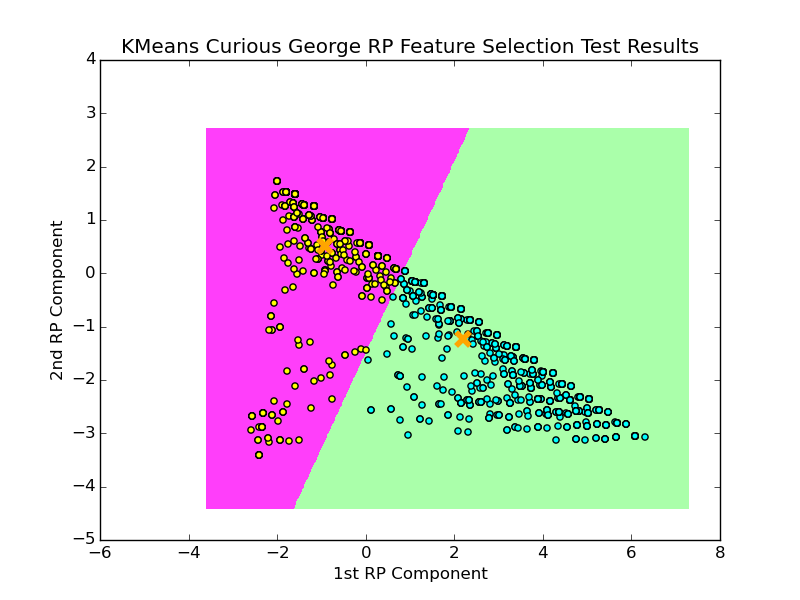 KMeans Curious George RP Feature Selection Test Results
4
3
2
1
0
−1
−2
−3
−4
−5
2nd RP Component
−6 −4 −2 0 2 4 6 8
1st RP Component